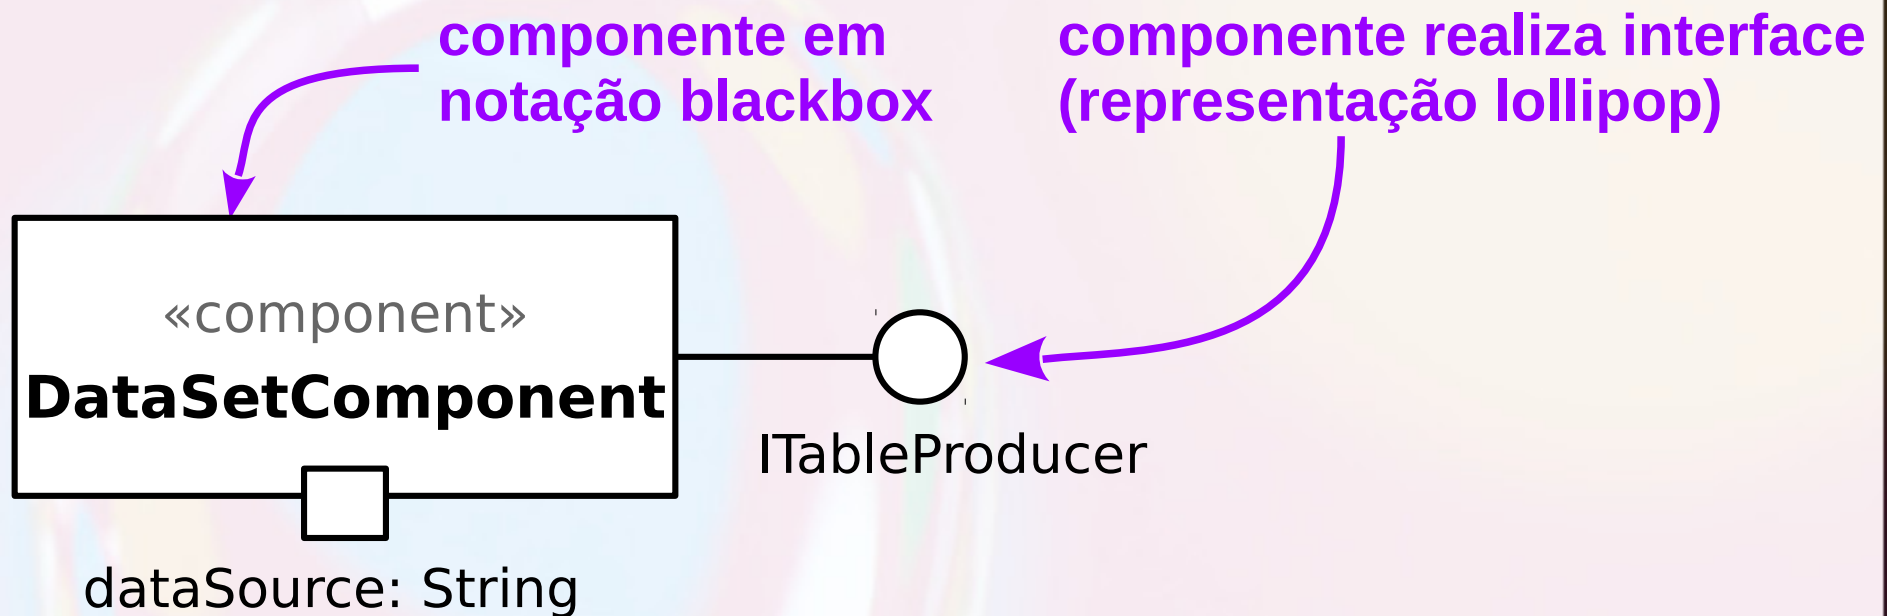 componente em
notação blackbox
componente realiza interface
(representação lollipop)
«component»
DataSetComponent
ITableProducer
dataSource: String